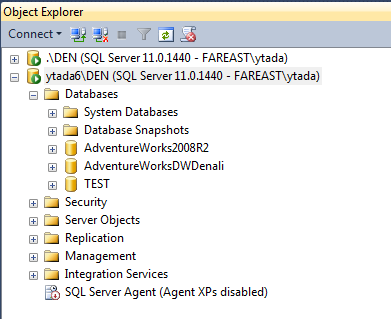 Object Explorer
Connect
.\DEN (SQL Server 11.0.1440 - FAREAST\ytada)
ytada6\DEN (SQL Server 11.0.1440 - FAREAST\ytada)
Databases
System Databases
Database Snapshots
AdventureWorks2008R2
AdventureWorksDWDenali
TEST
Security
Server Objects
Replication
Management
Integration Services
SQL Server Agent (Agent XPs disabled)